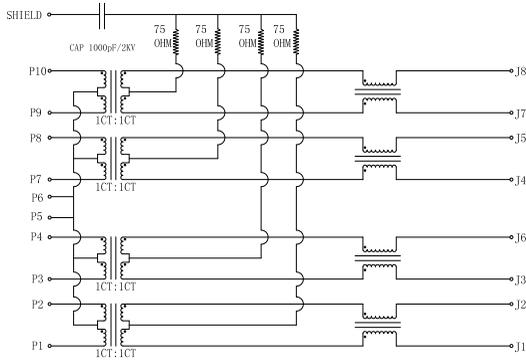 SHIELD
CAP 1000pF/2KV
75 OHM
75 OHM
75 OHM
75 OHM
P10
J8
P9
J7
1CT:1CT
P8
J5
P7
J4
1CT:1CT
P6
P5
P4
J6
P3
J3
1CT:1CT
P2
J2
P1
J1
1CT:1CT